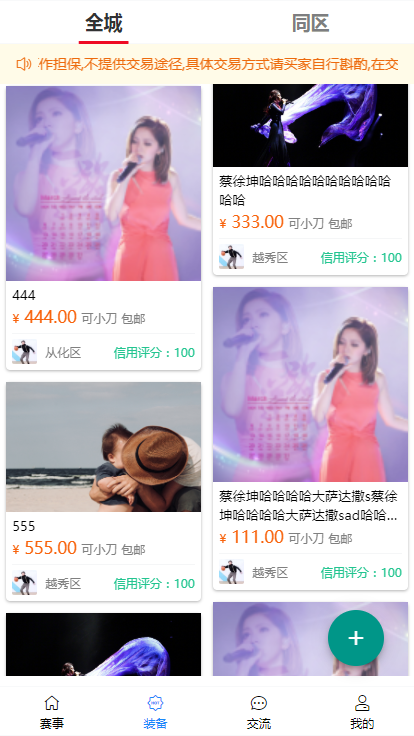 全城
同区
作担保,不提供交易途径,具体交易方式请买家自行斟酌,在交
444
¥ 444.00 可小刀 包邮
从化区 信用评分：100
555
¥ 555.00 可小刀 包邮
越秀区 信用评分：100
蔡徐坤哈哈哈哈哈哈哈哈哈哈
哈哈
¥ 333.00 可小刀 包邮
越秀区 信用评分：100
蔡徐坤哈哈哈哈大萨达撒s蔡徐
坤哈哈哈哈大萨达撒sad哈哈...
¥ 111.00 可小刀 包邮
越秀区 信用评分：100
+
赛事
装备
交流
我的